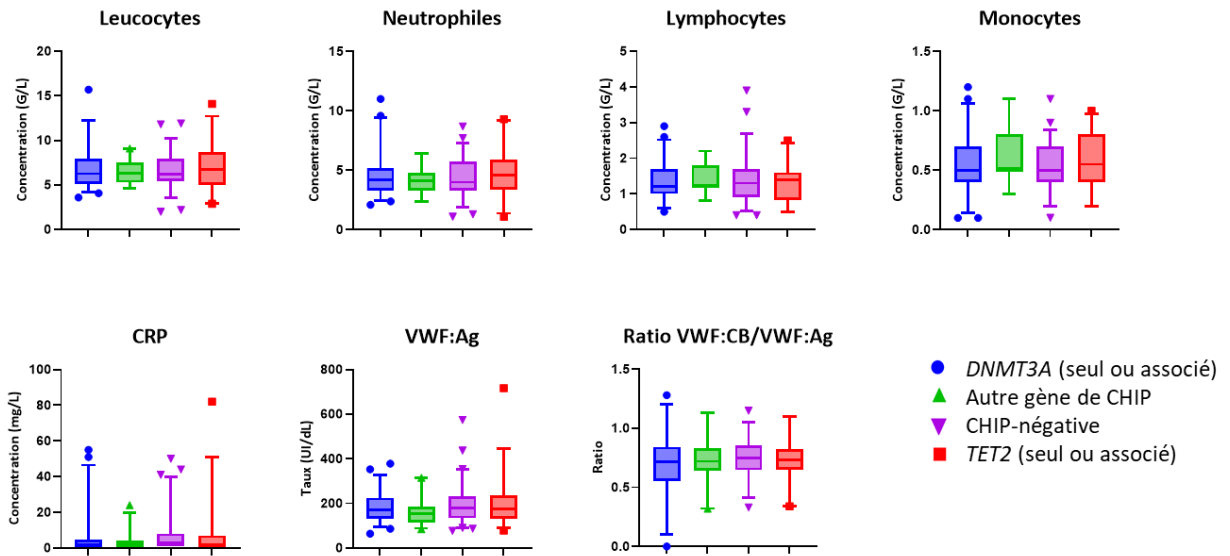 Leucocytes
Concentration (G/L)
20
15
10
5
0
Neutrophiles
Concentration (G/L)
15
10
5
0
Lymphocytes
Concentration (G/L)
5
4
3
2
1
0
Monocytes
Concentration (G/L)
1.5
1.0
0.5
0.0
CRP
Concentration (mg/L)
100
80
60
40
20
0
VWF:Ag
Taux (UI/dL)
800
600
400
200
0
Ratio VWF:CB/VWF:Ag
Ratio
1.5
1.0
0.5
0.0
DNMT3A (seul ou associé)
Autre gène de CHIP
CHIP-négative
TET2 (seul ou associé)